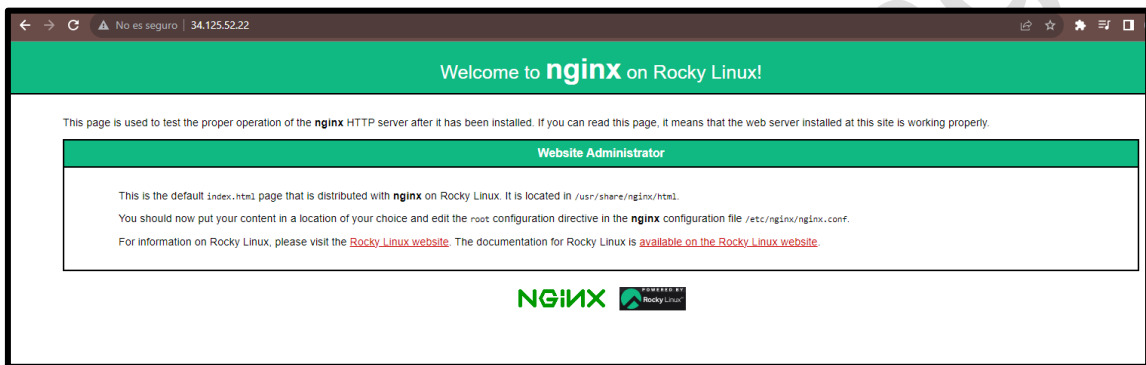 No es seguro | 34.125.52.22
Welcome to nginx on Rocky Linux!
This page is used to test the proper operation of the nginx HTTP server after it has been installed. If you can read this page, it means that the web server installed at this site is working properly.
Website Administrator
This is the default index.html page that is distributed with nginx on Rocky Linux. It is located in /usr/share/nginx/html.
You should now put your content in a location of your choice and edit the root configuration directive in the nginx configuration file /etc/nginx/nginx.conf.
For information on Rocky Linux, please visit the Rocky Linux website. The documentation for Rocky Linux is available on the Rocky Linux website.
NGINX
POWERED BY
Rocky Linux